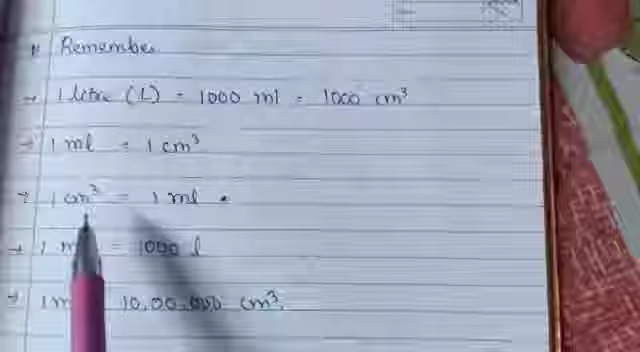 Remember
→ 1 Litre (L) = 1000 ml = 1000 cm³
→ 1 ml = 1 cm³
→ 1 cm³ = 1 ml
→ 1 m = 1000 l
→ 1m 10,00,000 cm³.